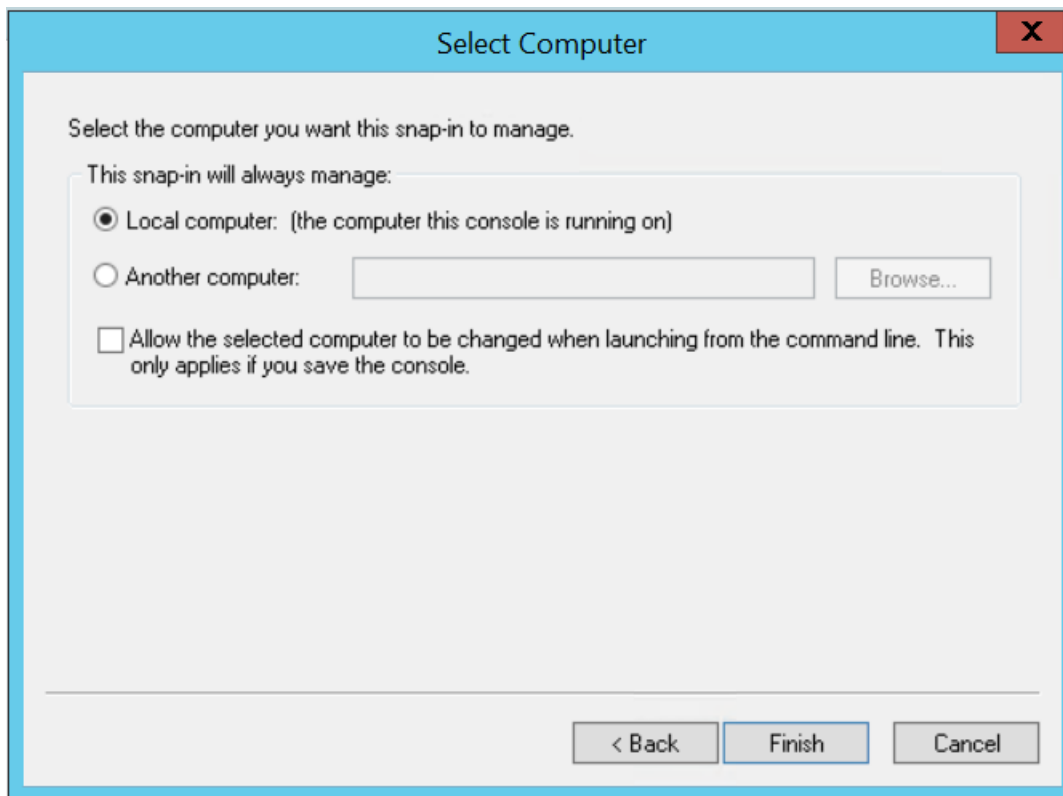 Select Computer
X
Select the computer you want this snap-in to manage.
This snap-in will always manage:
Local computer:  (the computer this console is running on)
Another computer:
Browse...
Allow the selected computer to be changed when launching from the command line.  This
only applies if you save the console.
< Back
Finish
Cancel